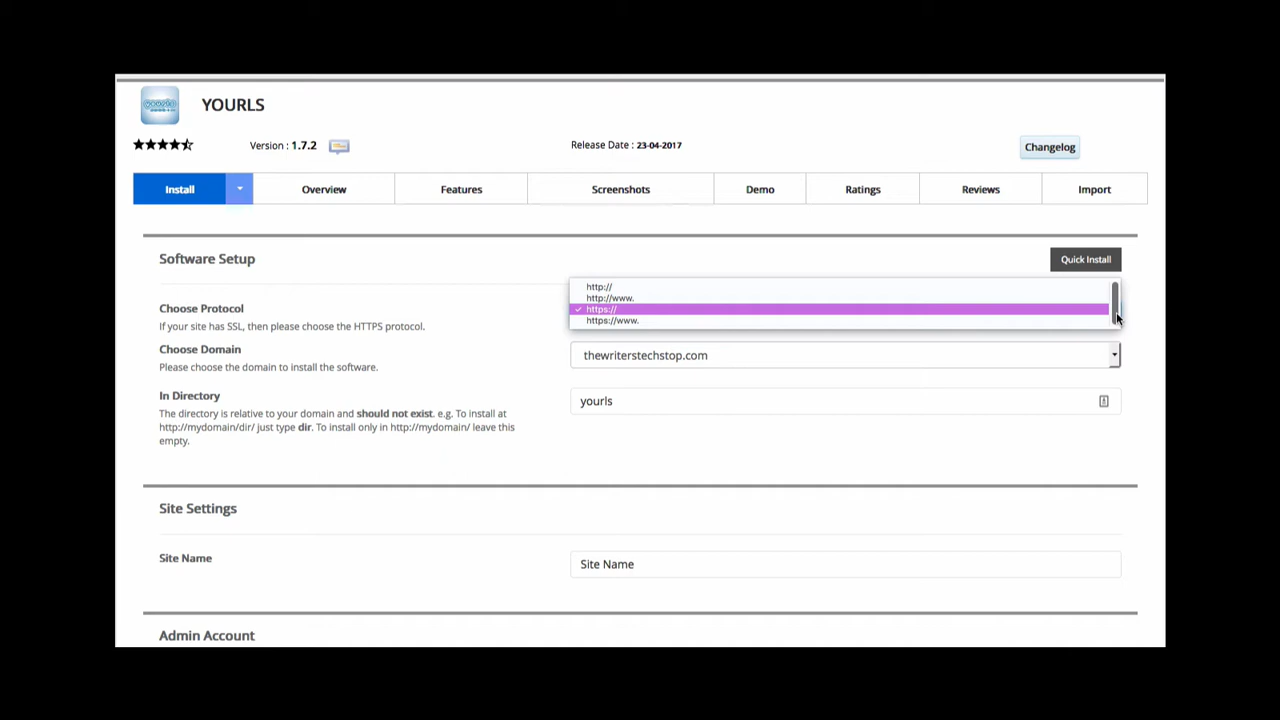 YOURLS
Version : 1.7.2
Release Date : 23-04-2017
Changelog
Install
Overview
Features
Screenshots
Demo
Ratings
Reviews
Import
Software Setup
Quick Install
Choose Protocol
If your site has SSL, then please choose the HTTPS protocol.
http://
http://www.
✓ https://
https://www.
Choose Domain
Please choose the domain to install the software.
thewriterstechstop.com
In Directory
The directory is relative to your domain and should not exist. e.g. To install at
http://mydomain/dir/ just type dir. To install only in http://mydomain/ leave this
empty.
yourls
Site Settings
Site Name
Site Name
Admin Account